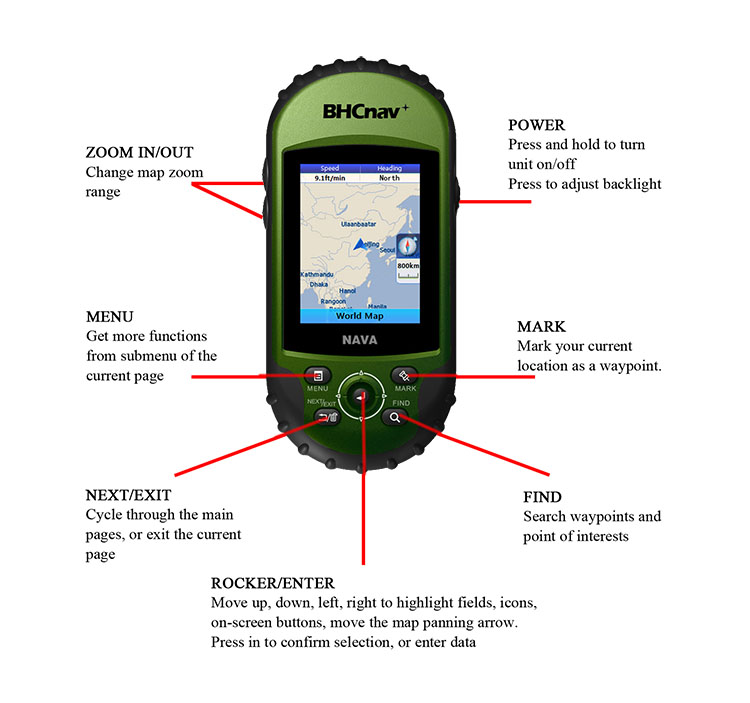 BHCnav
POWER
Press and hold to turn
unit on/off
Press to adjust backlight
ZOOM IN/OUT
Change map zoom
range
Speed Heading
9.1ft/min North
Ulaanbaatar
Beijing Seoul
800km
Kathmandu
Dhaka
Hanoi
Rangoon
Manila
World Map
NAVA
MENU
Get more functions
from submenu of the
current page
MARK
Mark your current
location as a waypoint.
MENU MARK
NEXT/EXIT FIND
NEXT/EXIT
Cycle through the main
pages, or exit the current
page
FIND
Search waypoints and
point of interests
ROCKER/ENTER
Move up, down, left, right to highlight fields, icons,
on-screen buttons, move the map panning arrow.
Press in to confirm selection, or enter data